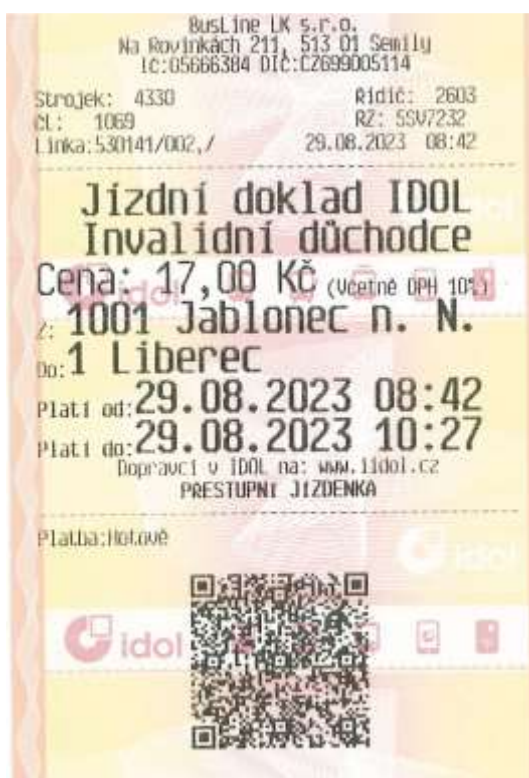 BusLine LK s.r.o.
Na Rovinkách 211, 513 01 Semily
IČ:05666384 DIČ:CZ699005114
Strojek: 4330 Řidič: 2603
ČL: 1069 RZ: 5SV7232
Linka:530141/002,/ 29.08.2023 08:42
Jízdní doklad IDOL
Invalidní důchodce
Cena: 17,00 Kč (Včetně DPH 10%)
Z: 1001 Jablonec n. N.
Do:1 Liberec
Platí od:29.08.2023 08:42
Platí do:29.08.2023 10:27
Dopravci v IDOL na: www.iidol.cz
PŘESTUPNÍ JÍZDENKA
Platba:Hotově
idol
idol
idol